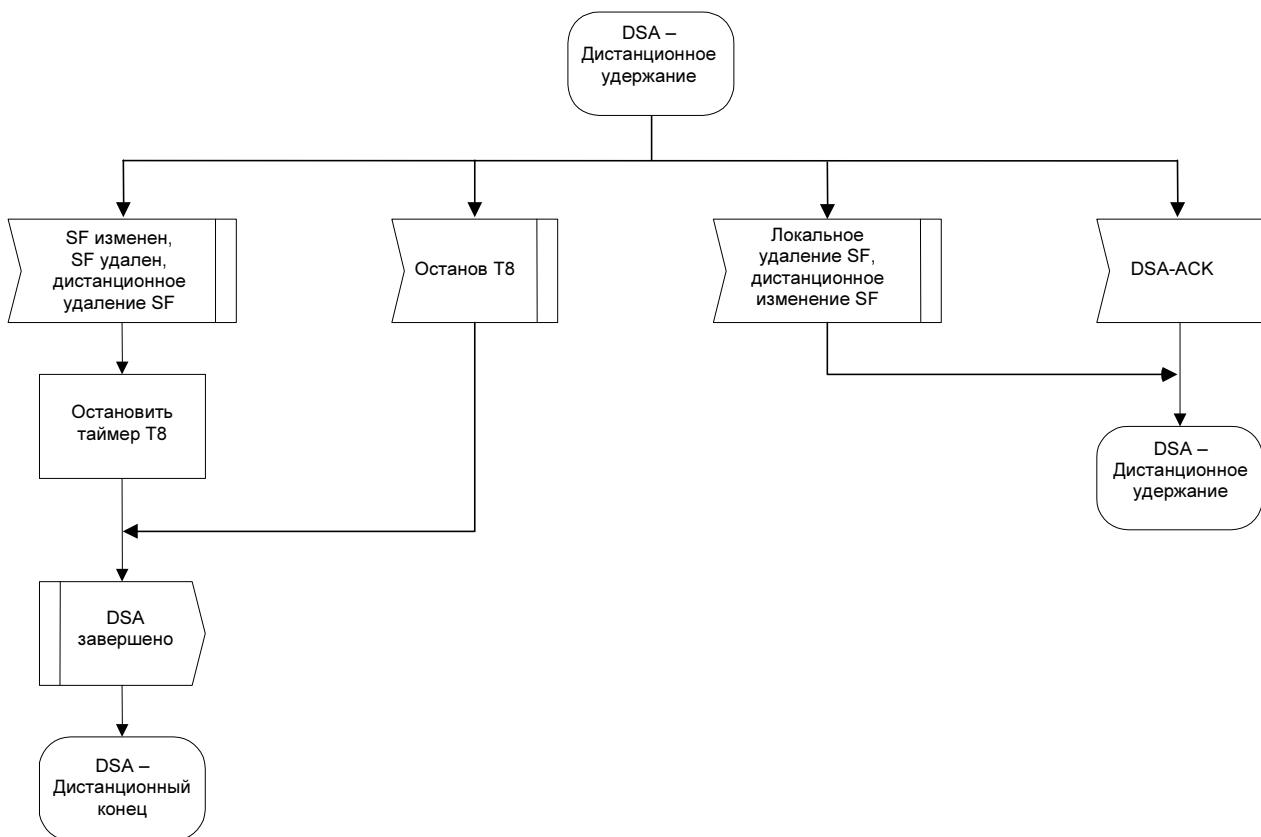 DSA –
Дистанционное
удержание
SF изменен,
SF удален,
дистанционное
удаление SF
Останов T8
Локальное
удаление SF,
дистанционное
изменение SF
DSA-ACK
Остановить
таймер T8
DSA –
Дистанционное
удержание
DSA
завершено
DSA –
Дистанционный
конец